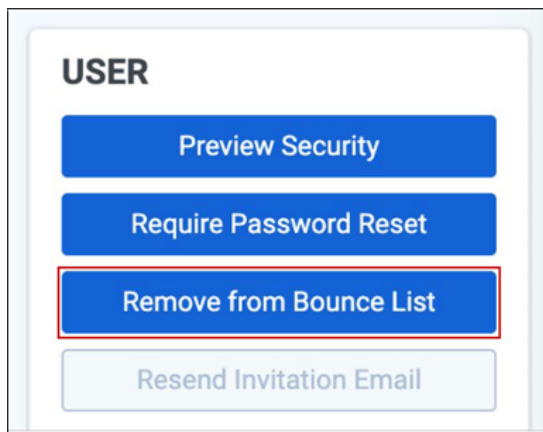 USER
Preview Security
Require Password Reset
Remove from Bounce List
Resend Invitation Email